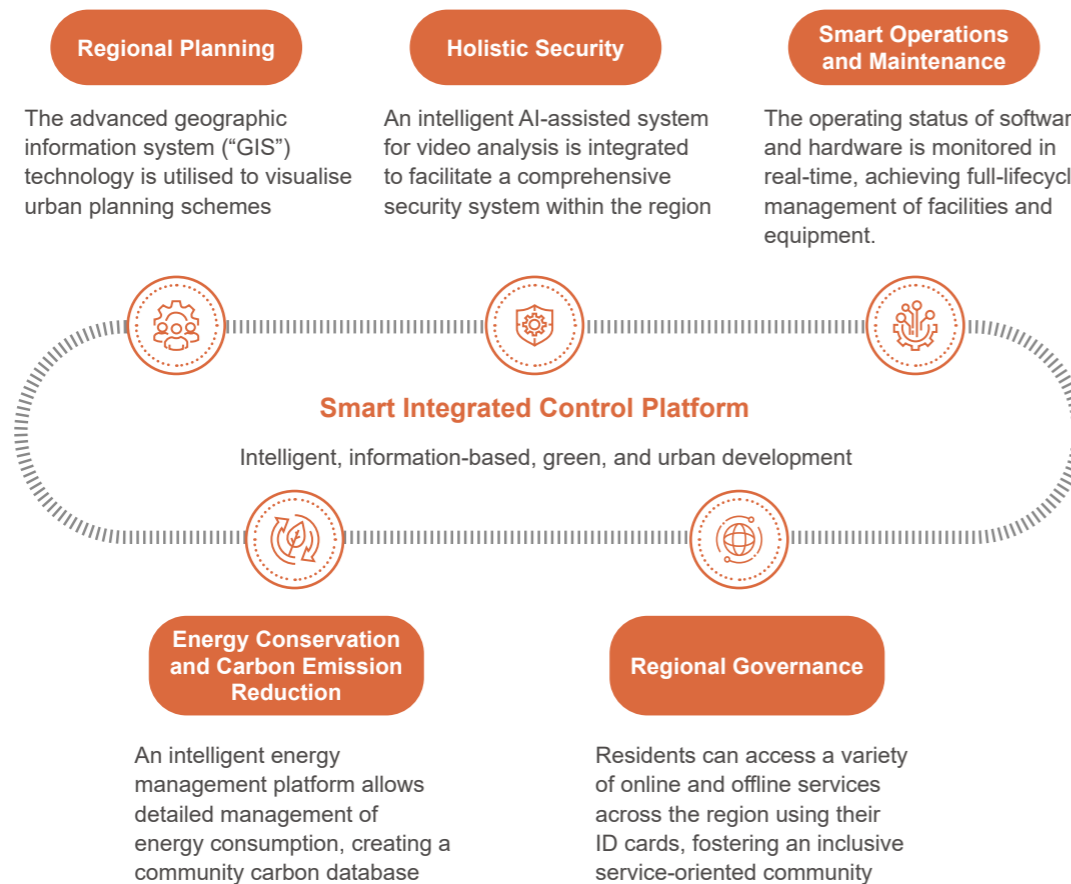 Regional Planning
The advanced geographic
information system (“GIS”)
technology is utilised to visualise
urban planning schemes
Holistic Security
An intelligent AI-assisted system
for video analysis is integrated
to facilitate a comprehensive
security system within the region
Smart Operations
and Maintenance
The operating status of softwar
and hardware is monitored in
real-time, achieving full-lifecycl
management of facilities and
equipment.
Smart Integrated Control Platform
Intelligent, information-based, green, and urban development
Energy Conservation
and Carbon Emission
Reduction
An intelligent energy
management platform allows
detailed management of
energy consumption, creating a
community carbon database
Regional Governance
Residents can access a variety
of online and offline services
across the region using their
ID cards, fostering an inclusive
service-oriented community